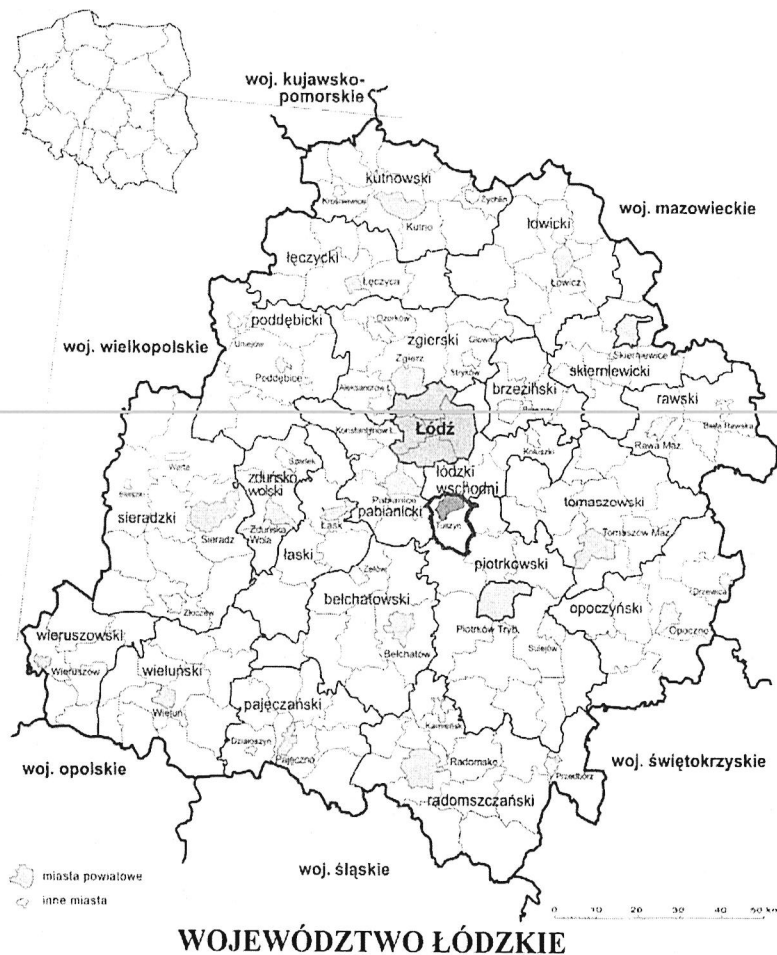 woj. kujawsko-
pomorskie
kutnowski
Krośniewice
Żychlin
Kutno
woj. mazowieckie
łowicki
łęczycki
Łęczyca
Łowicz
poddębicki
Ozorków
Uniejów
zgierski
Głowno
woj. wielkopolskie
Zgierz
Stryków
Skierniewice
skierniewicki
Poddębice
Aleksandrów Ł.
brzeziński
rawski
Konstantynów Ł.
Łódź
Biała Rawska
Koluszki
Rawa Maz.
łódzki
wschodni
Warta
Szadek
zduńsko
wolski
Pabianice
pabianicki
tomaszowski
sieradzki
Sieradz
Zduńska
Wola
Łask
Tuszyn
łaski
Tomaszów Maz.
piotrkowski
Zelów
bełchatowski
Drzewica
Złoczew
opoczyński
Opoczno
wieruszowski
Piotrków Tryb.
Sulejów
Wieruszów
wieluński
Bełchatów
Wieluń
pajęczański
Kamieńsk
Działoszyn
Pajęczno
Radomsko
Przedbórz
woj. opolskie
woj. świętokrzyskie
radomszczański
woj. śląskie
miasta powiatowe
inne miasta
0 10 20 30 40 50 km
WOJEWÓDZTWO ŁÓDZKIE